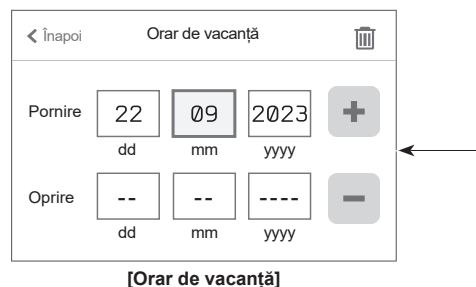 Înapoi
Orar de vacanță
Pornire 22 09 2023
dd mm yyyy
Oprire -- -- ----
dd mm yyyy
[Orar de vacanță]